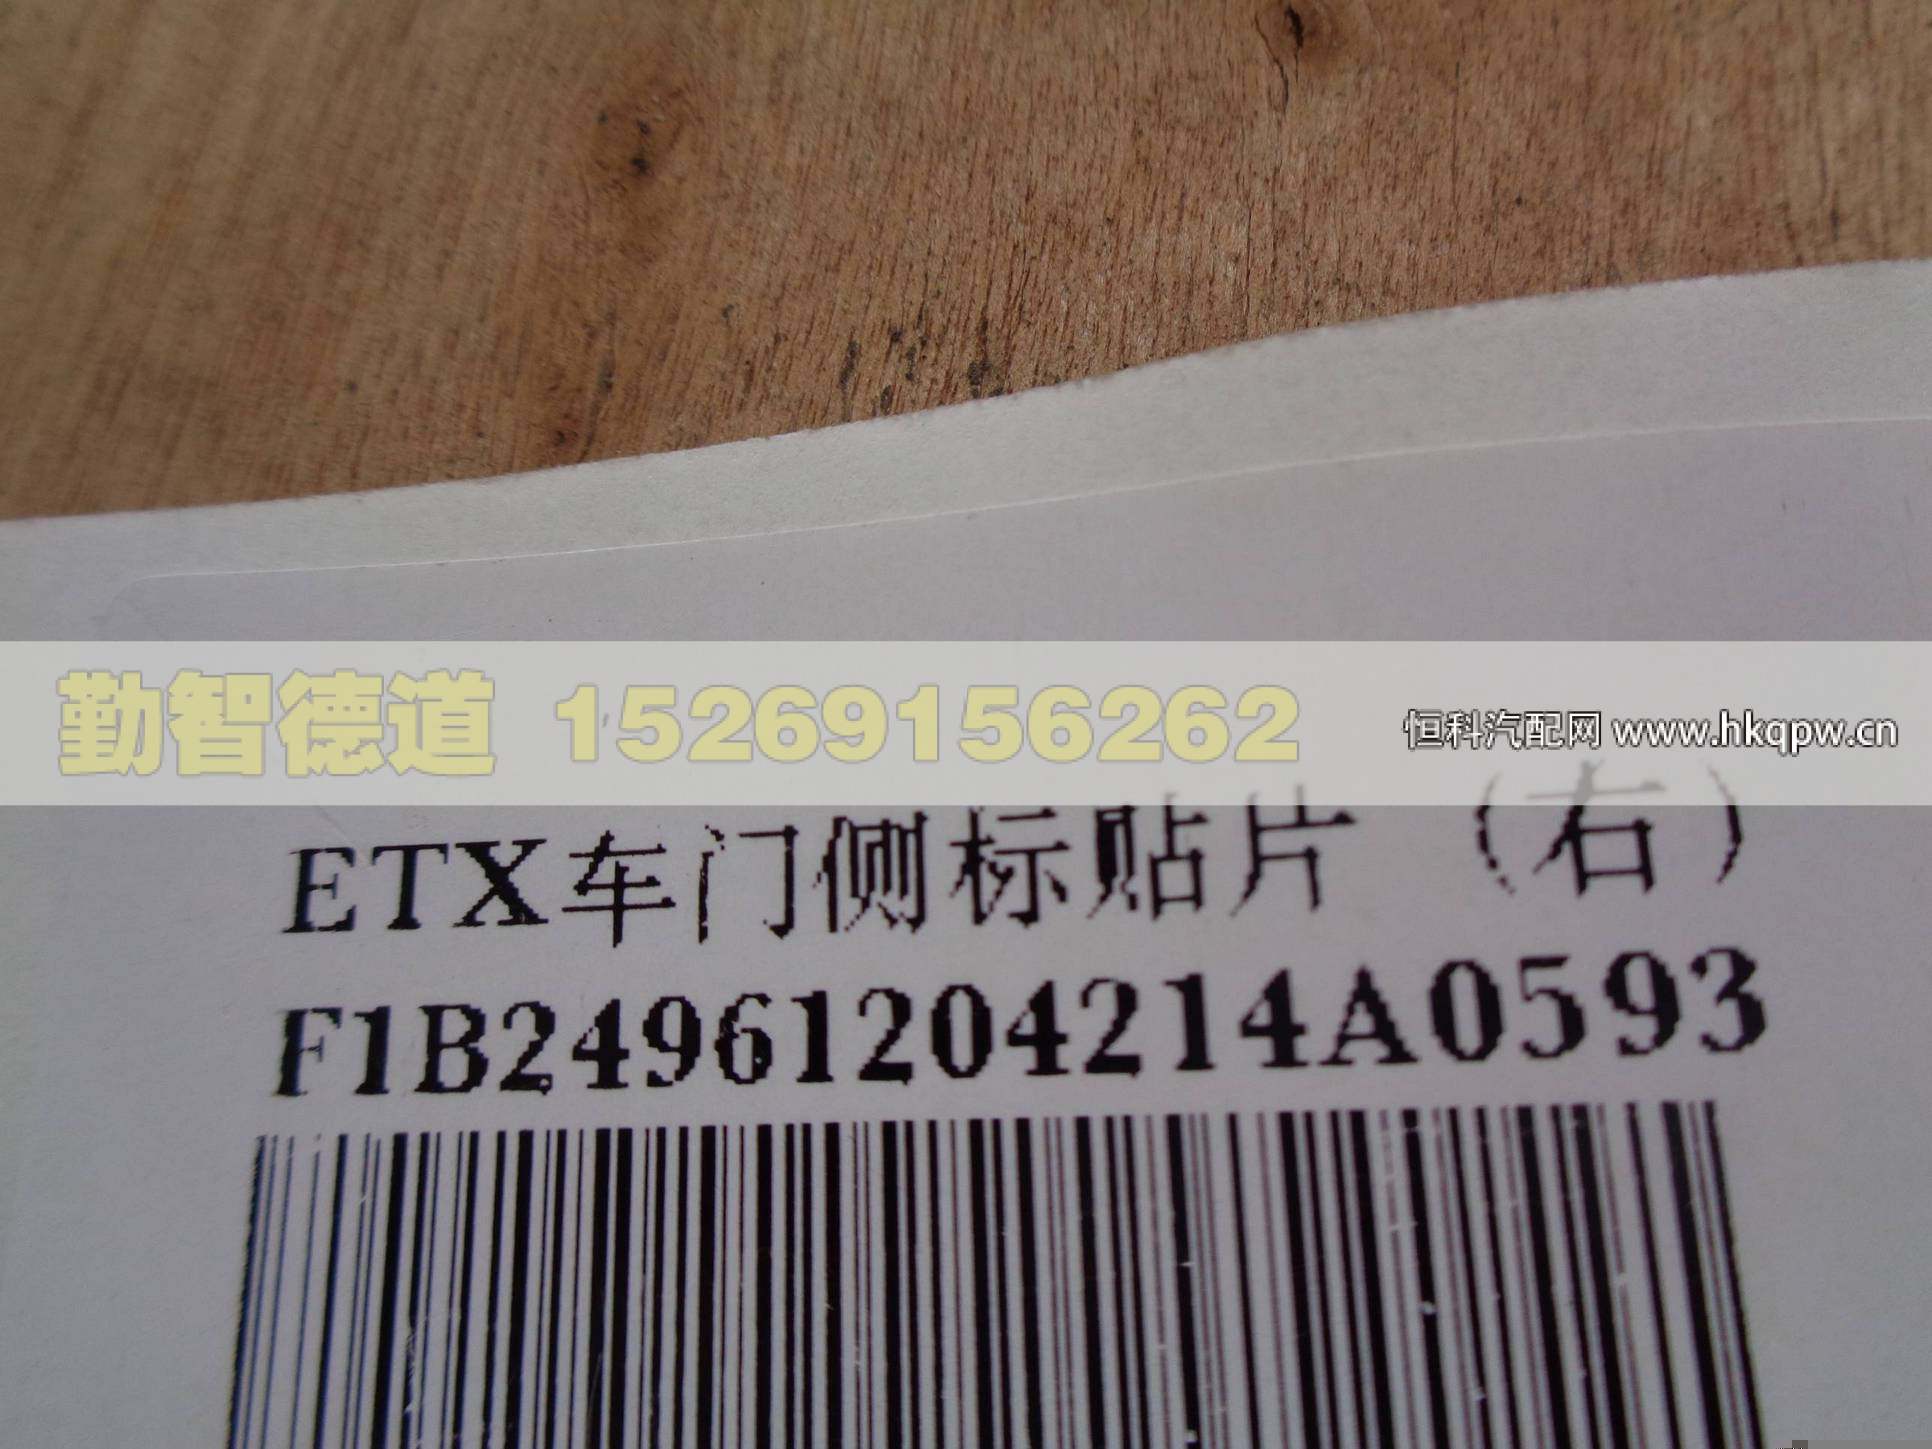 勤智德道 15269156262 恒科汽配网 www.hkqpw.cn
ETX车门侧标贴片（右）
F1B24961204214A0593